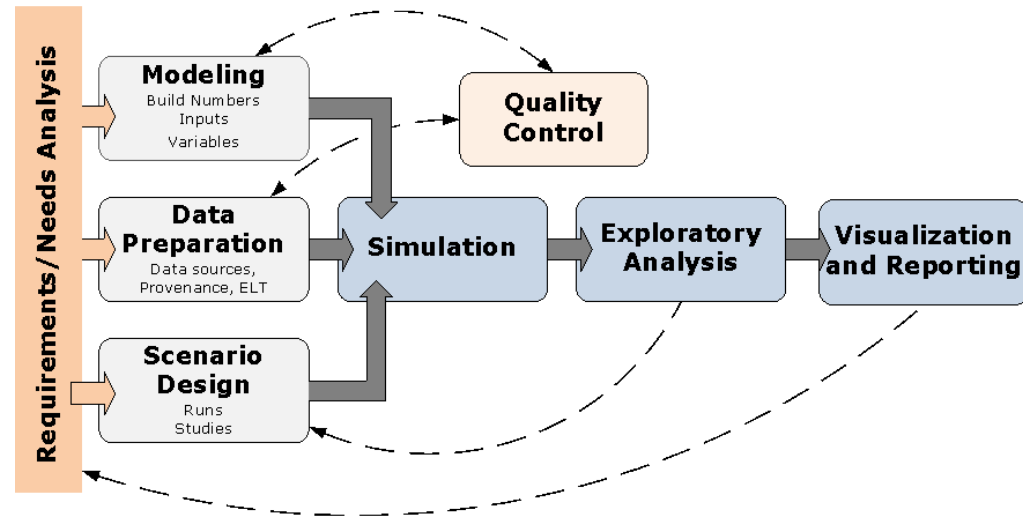 Requirements/Needs Analysis
Modeling
Build Numbers
Inputs
Variables
Quality
Control
Data
Preparation
Data sources,
Provenance, ELT
Simulation
Exploratory
Analysis
Visualization
and Reporting
Scenario
Design
Runs
Studies